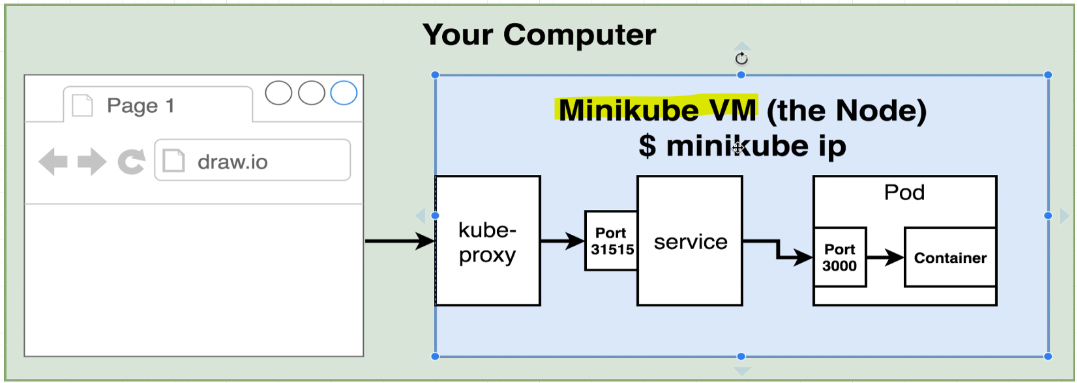 Your Computer
Page 1
draw.io
Minikube VM (the Node)
$ minikube ip
kube-
proxy
Port
31515
service
Pod
Port
3000
Container